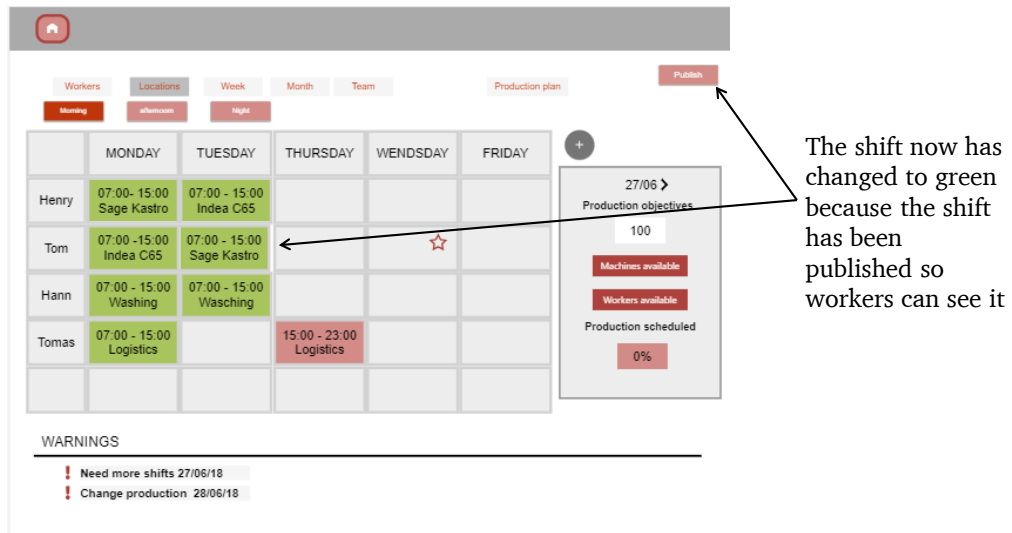 Publish
Workers Locations Week Month Team Production plan
Morning afternoon Night
MONDAY TUESDAY THURSDAY WENDSDAY FRIDAY
+
Henry
07:00- 15:00
Sage Kastro
07:00 - 15:00
Indea C65
Tom
07:00 -15:00
Indea C65
07:00 - 15:00
Sage Kastro
Hann
07:00 - 15:00
Washing
07:00 - 15:00
Wasching
Tomas
07:00 - 15:00
Logistics
15:00 - 23:00
Logistics
27/06
Production objectives
100
Machines available
Workers available
Production scheduled
0%
WARNINGS
! Need more shifts 27/06/18
! Change production 28/06/18
The shift now has
changed to green
because the shift
has been
published so
workers can see it